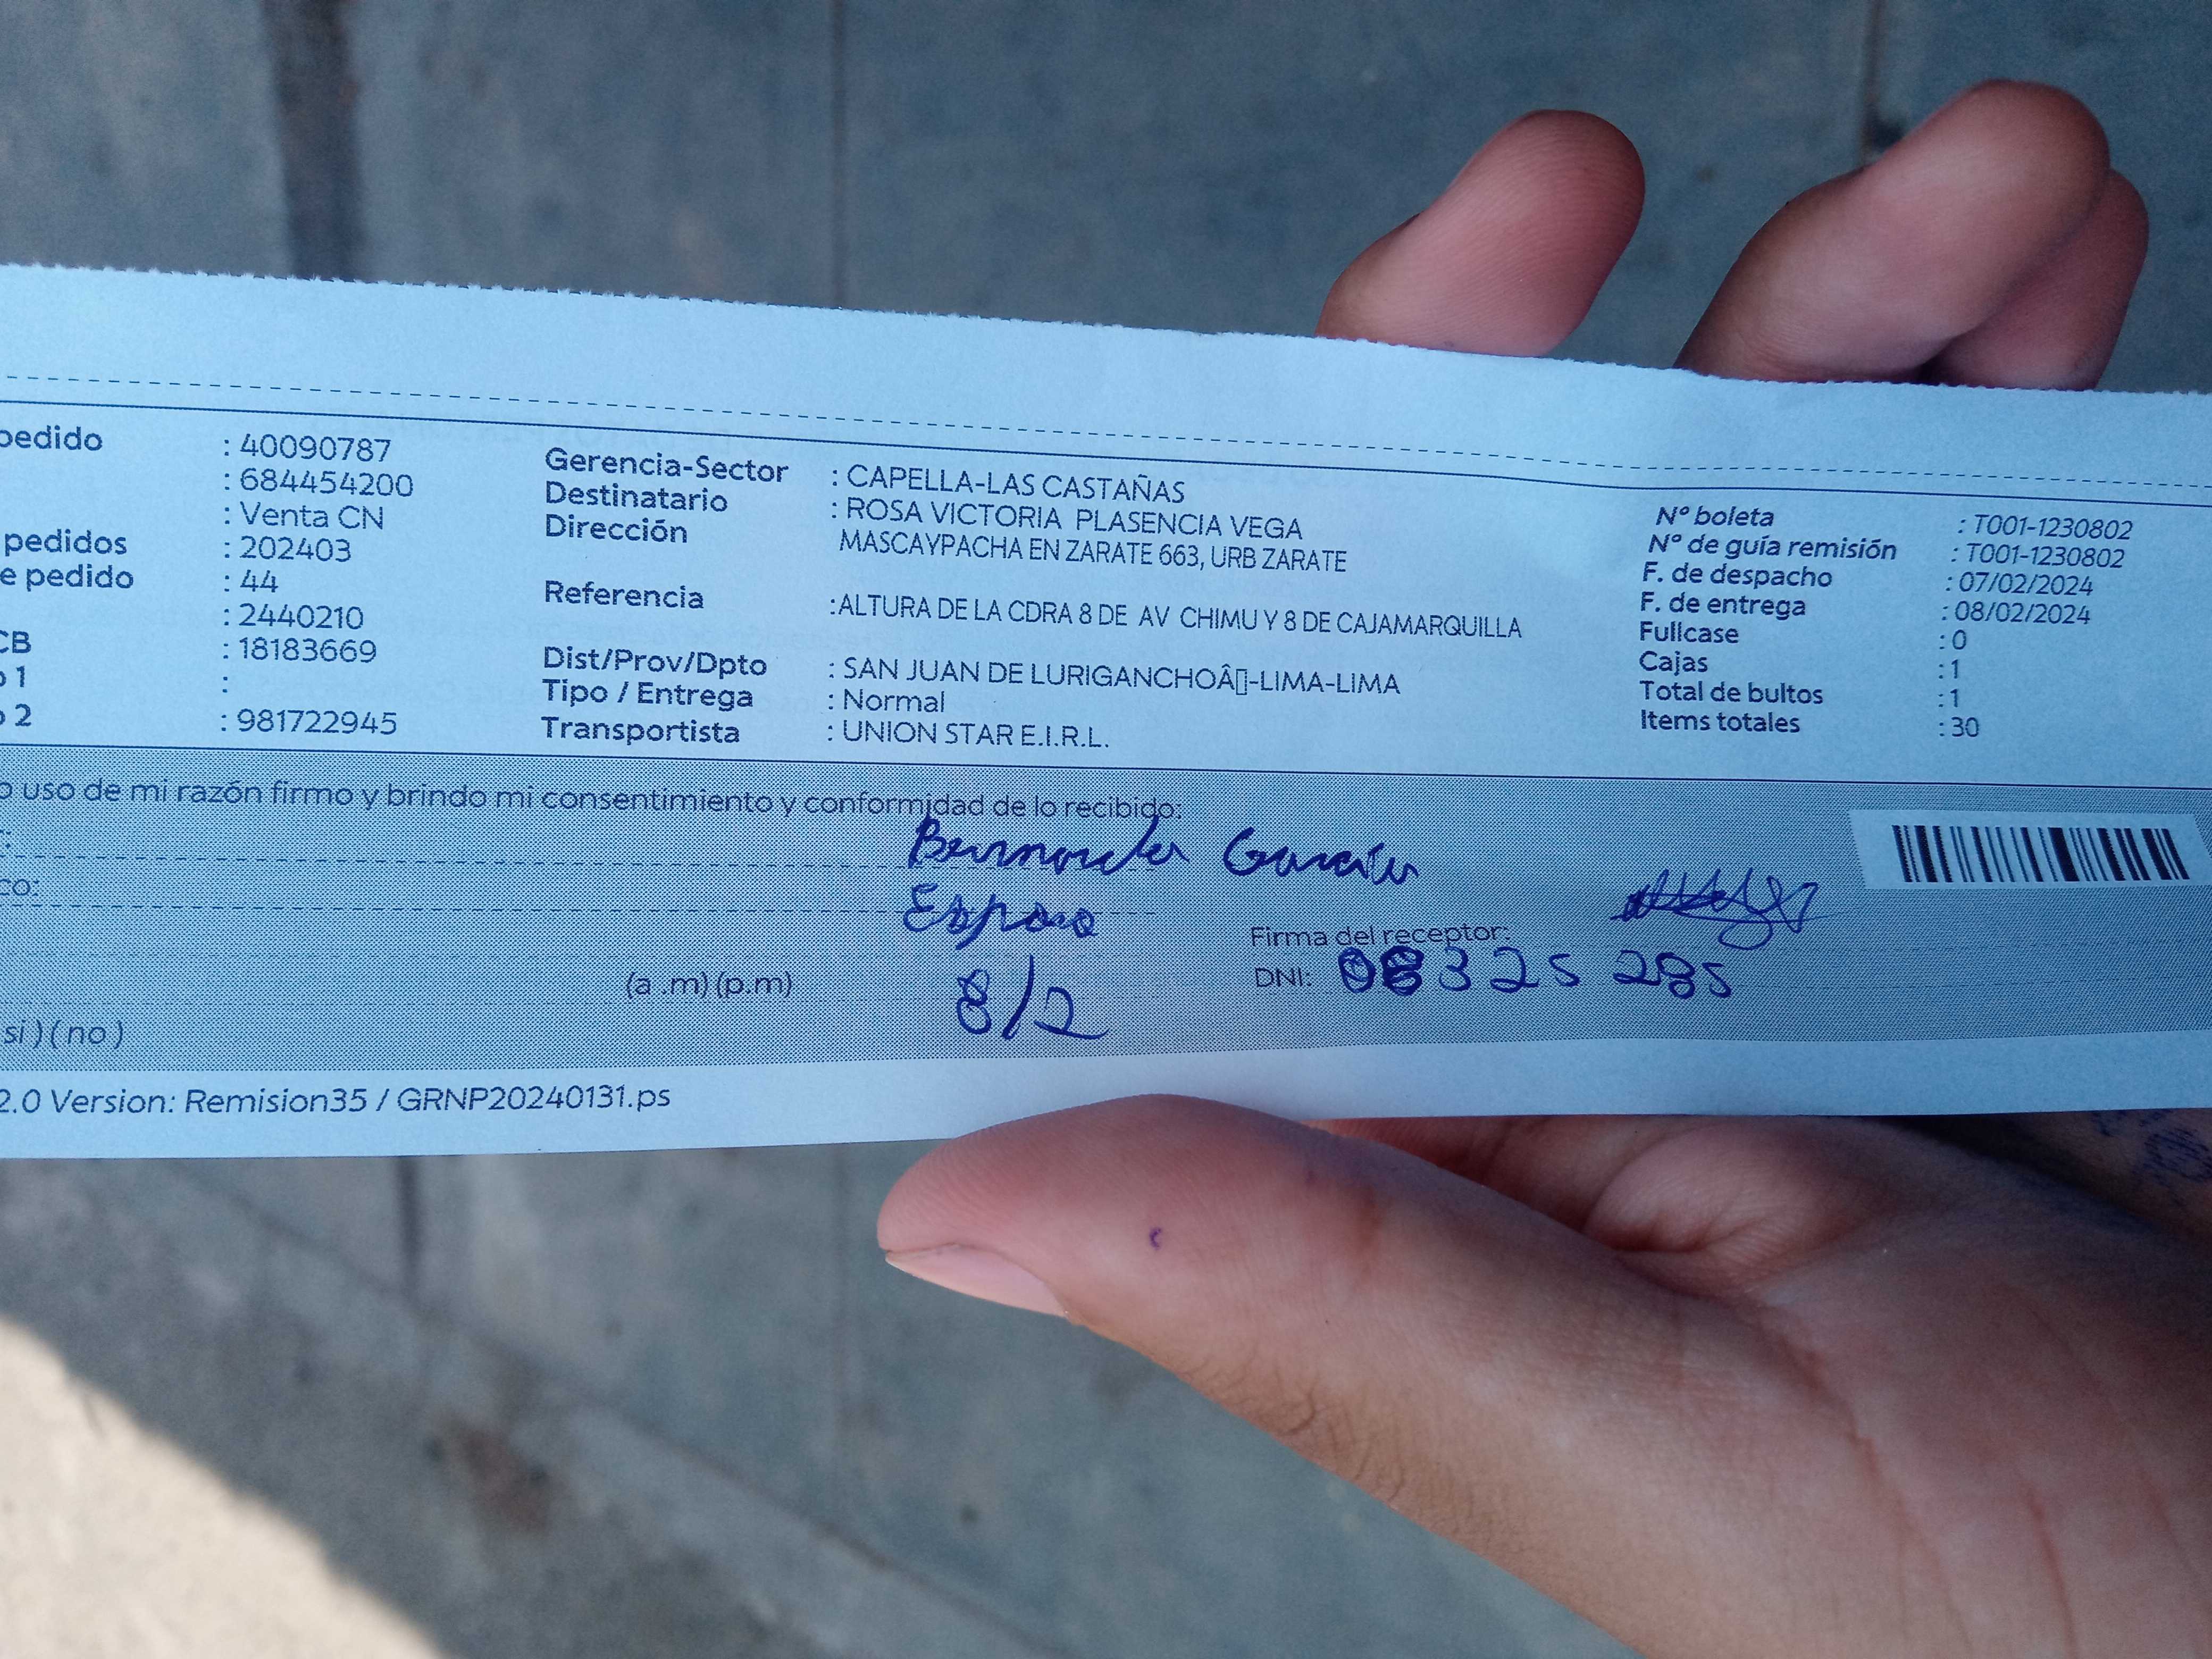 pedido : 40090787
: 684454200
: Venta CN
pedidos : 202403
e pedido : 44
: 2440210
CB : 18183669
o 1 :
o 2 : 981722945
Gerencia-Sector : CAPELLA-LAS CASTAÑAS
Destinatario : ROSA VICTORIA PLASENCIA VEGA
Dirección MASCAYPACHA EN ZARATE 663, URB ZARATE
Referencia :ALTURA DE LA CDRA 8 DE AV CHIMU Y 8 DE CAJAMARQUILLA
Dist/Prov/Dpto : SAN JUAN DE LURIGANCHOÂ▯-LIMA-LIMA
Tipo / Entrega : Normal
Transportista : UNION STAR E.I.R.L.
Nº boleta : T001-1230802
Nº de guía remisión : T001-1230802
F. de despacho : 07/02/2024
F. de entrega : 08/02/2024
Fullcase : 0
Cajas : 1
Total de bultos : 1
Items totales : 30
o uso de mi razón firmo y brindo mi consentimiento y conformidad de lo recibido:
co:
Esposo
Firma del receptor:
(a .m) (p.m) 8/2 DNI: 08325285
si ) ( no )
2.0 Version: Remision35 / GRNP20240131.ps